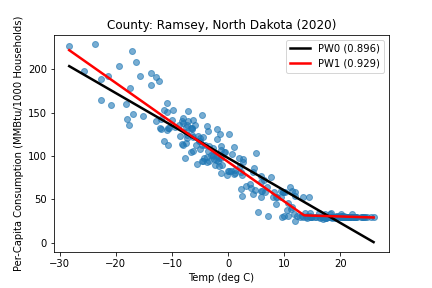 County: Ramsey, North Dakota (2020)
Per-Capita Consumption (MMBtu/1000 Households)
200
150
100
50
0
PW0 (0.896)
PW1 (0.929)
−30
−20
−10
0
10
20
Temp (deg C)